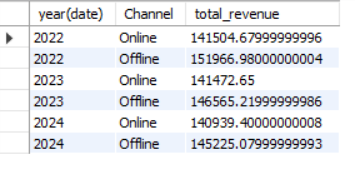 year(date) Channel total_revenue
2022 Online 141504.67999999996
2022 Offline 151966.98000000004
2023 Online 141472.65
2023 Offline 146565.21999999986
2024 Online 140939.40000000008
2024 Offline 145225.07999999993